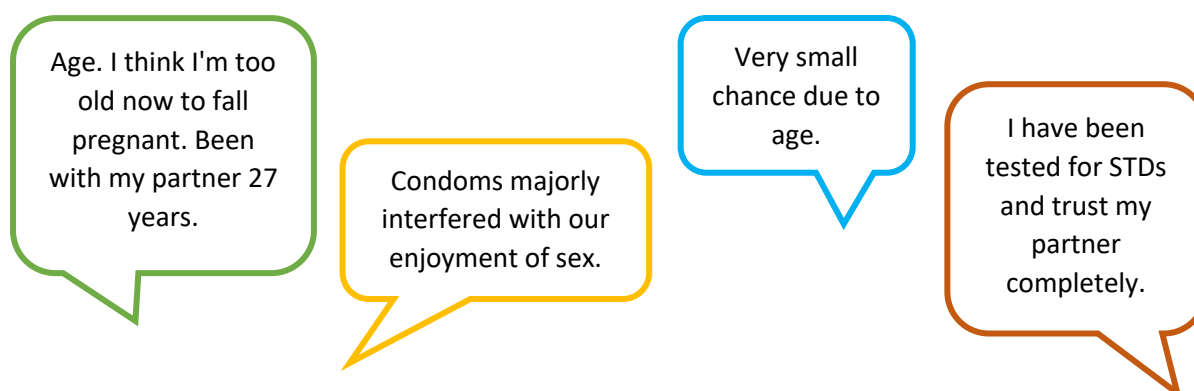 Age. I think I'm too
old now to fall
pregnant. Been
with my partner 27
years.
Condoms majorly
interfered with our
enjoyment of sex.
Very small
chance due to
age.
I have been
tested for STDs
and trust my
partner
completely.